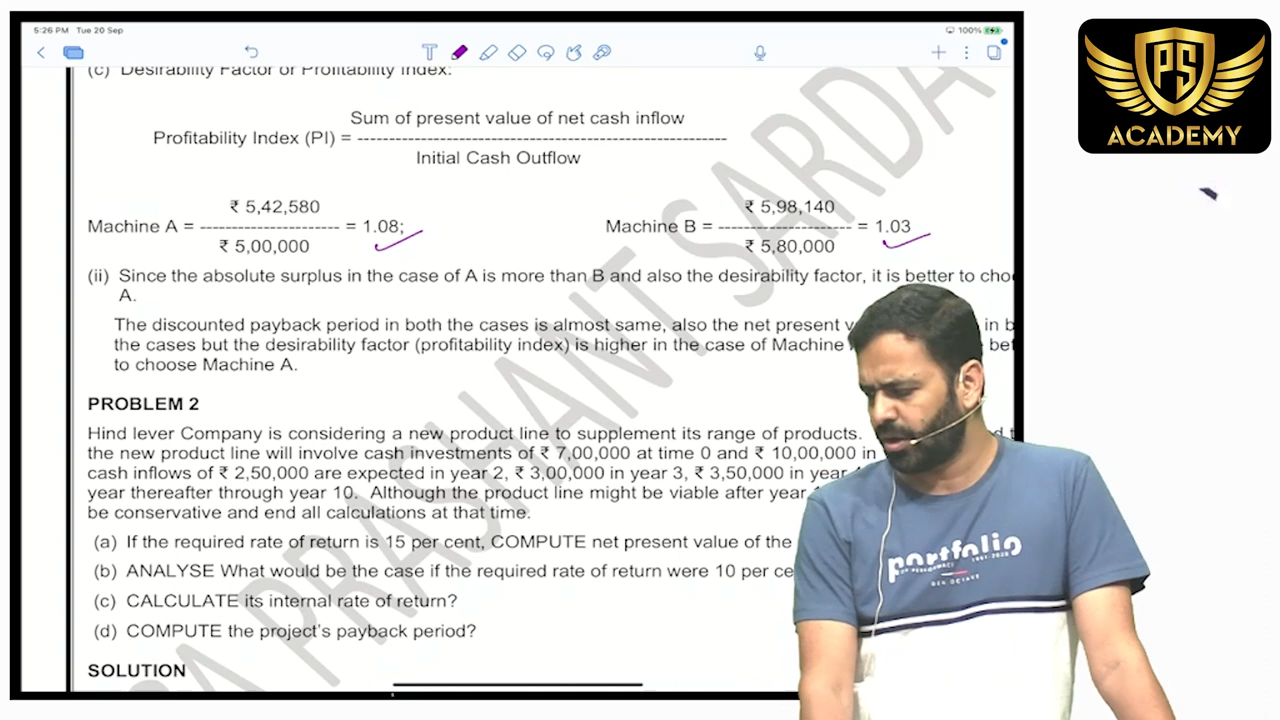 5:26 PM Tue 20 Sep
100%
(c) Desirability Factor or Profitability Index:
Sum of present value of net cash inflow
Profitability Index (PI) = ------------------------------
Initial Cash Outflow
₹ 5,42,580
Machine A = -------------------- = 1.08;
₹ 5,00,000
₹ 5,98,140
Machine B = -------------------- = 1.03
₹ 5,80,000
(ii) Since the absolute surplus in the case of A is more than B and also the desirability factor, it is better to cho
A.
The discounted payback period in both the cases is almost same, also the net present v in b
the cases but the desirability factor (profitability index) is higher in the case of Machine bet
to choose Machine A.
PROBLEM 2
Hind lever Company is considering a new product line to supplement its range of products.
the new product line will involve cash investments of ₹ 7,00,000 at time 0 and ₹ 10,00,000 in
cash inflows of ₹ 2,50,000 are expected in year 2, ₹ 3,00,000 in year 3, ₹ 3,50,000 in year
year thereafter through year 10. Although the product line might be viable after year
be conservative and end all calculations at that time.
(a) If the required rate of return is 15 per cent, COMPUTE net present value of the
(b) ANALYSE What would be the case if the required rate of return were 10 per ce
(c) CALCULATE its internal rate of return?
(d) COMPUTE the project's payback period?
SOLUTION
CA PRASHANT SARDA
PS
ACADEMY
portfolio